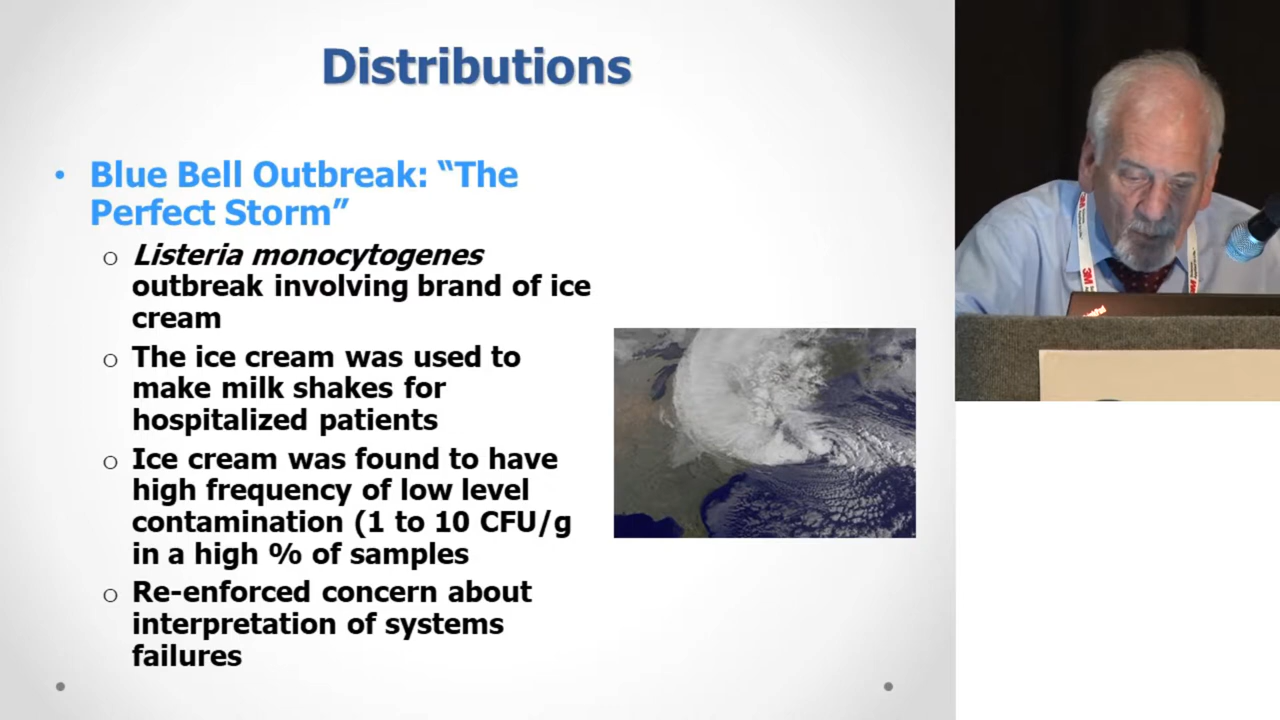 Distributions
• Blue Bell Outbreak: “The
Perfect Storm”
o Listeria monocytogenes
outbreak involving brand of ice
cream
o The ice cream was used to
make milk shakes for
hospitalized patients
o Ice cream was found to have
high frequency of low level
contamination (1 to 10 CFU/g
in a high % of samples
o Re-enforced concern about
interpretation of systems
failures
3M
3M